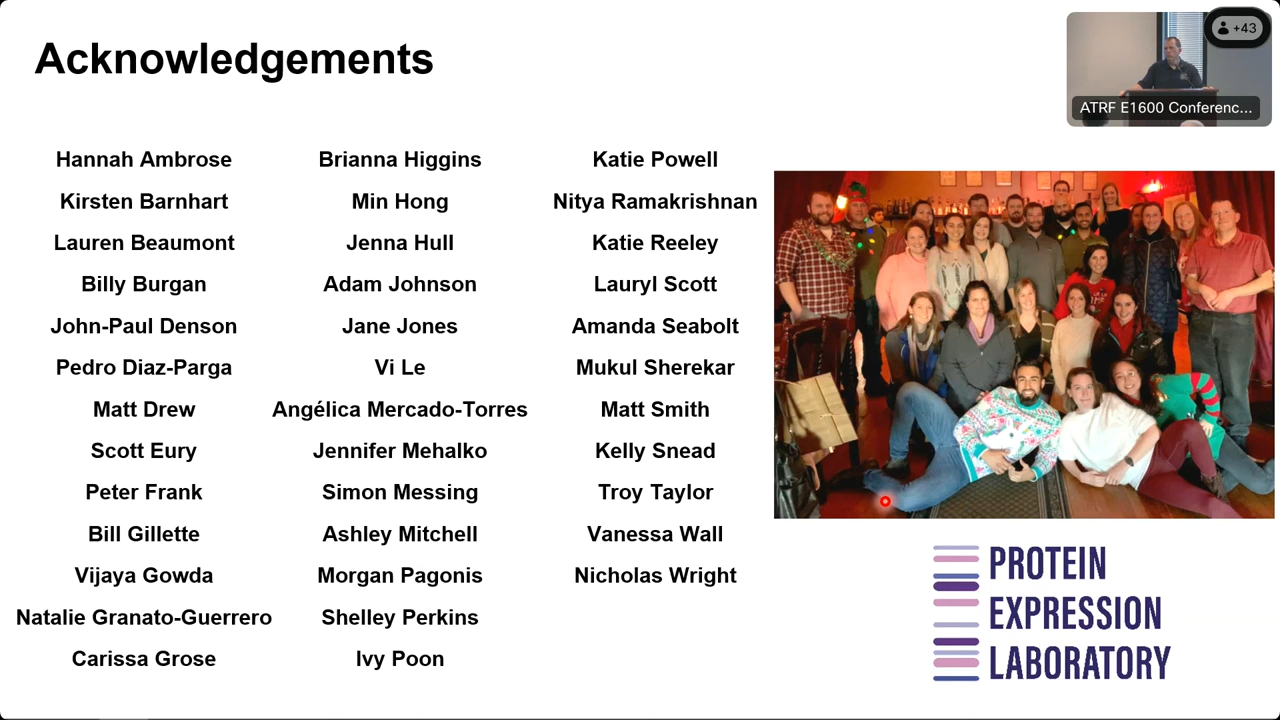 Acknowledgements
+43
ATRF E1600 Conferenc...
Hannah Ambrose
Kirsten Barnhart
Lauren Beaumont
Billy Burgan
John-Paul Denson
Pedro Diaz-Parga
Matt Drew
Scott Eury
Peter Frank
Bill Gillette
Vijaya Gowda
Natalie Granato-Guerrero
Carissa Grose
Brianna Higgins
Min Hong
Jenna Hull
Adam Johnson
Jane Jones
Vi Le
Angélica Mercado-Torres
Jennifer Mehalko
Simon Messing
Ashley Mitchell
Morgan Pagonis
Shelley Perkins
Ivy Poon
Katie Powell
Nitya Ramakrishnan
Katie Reeley
Lauryl Scott
Amanda Seabolt
Mukul Sherekar
Matt Smith
Kelly Snead
Troy Taylor
Vanessa Wall
Nicholas Wright
PROTEIN
EXPRESSION
LABORATORY